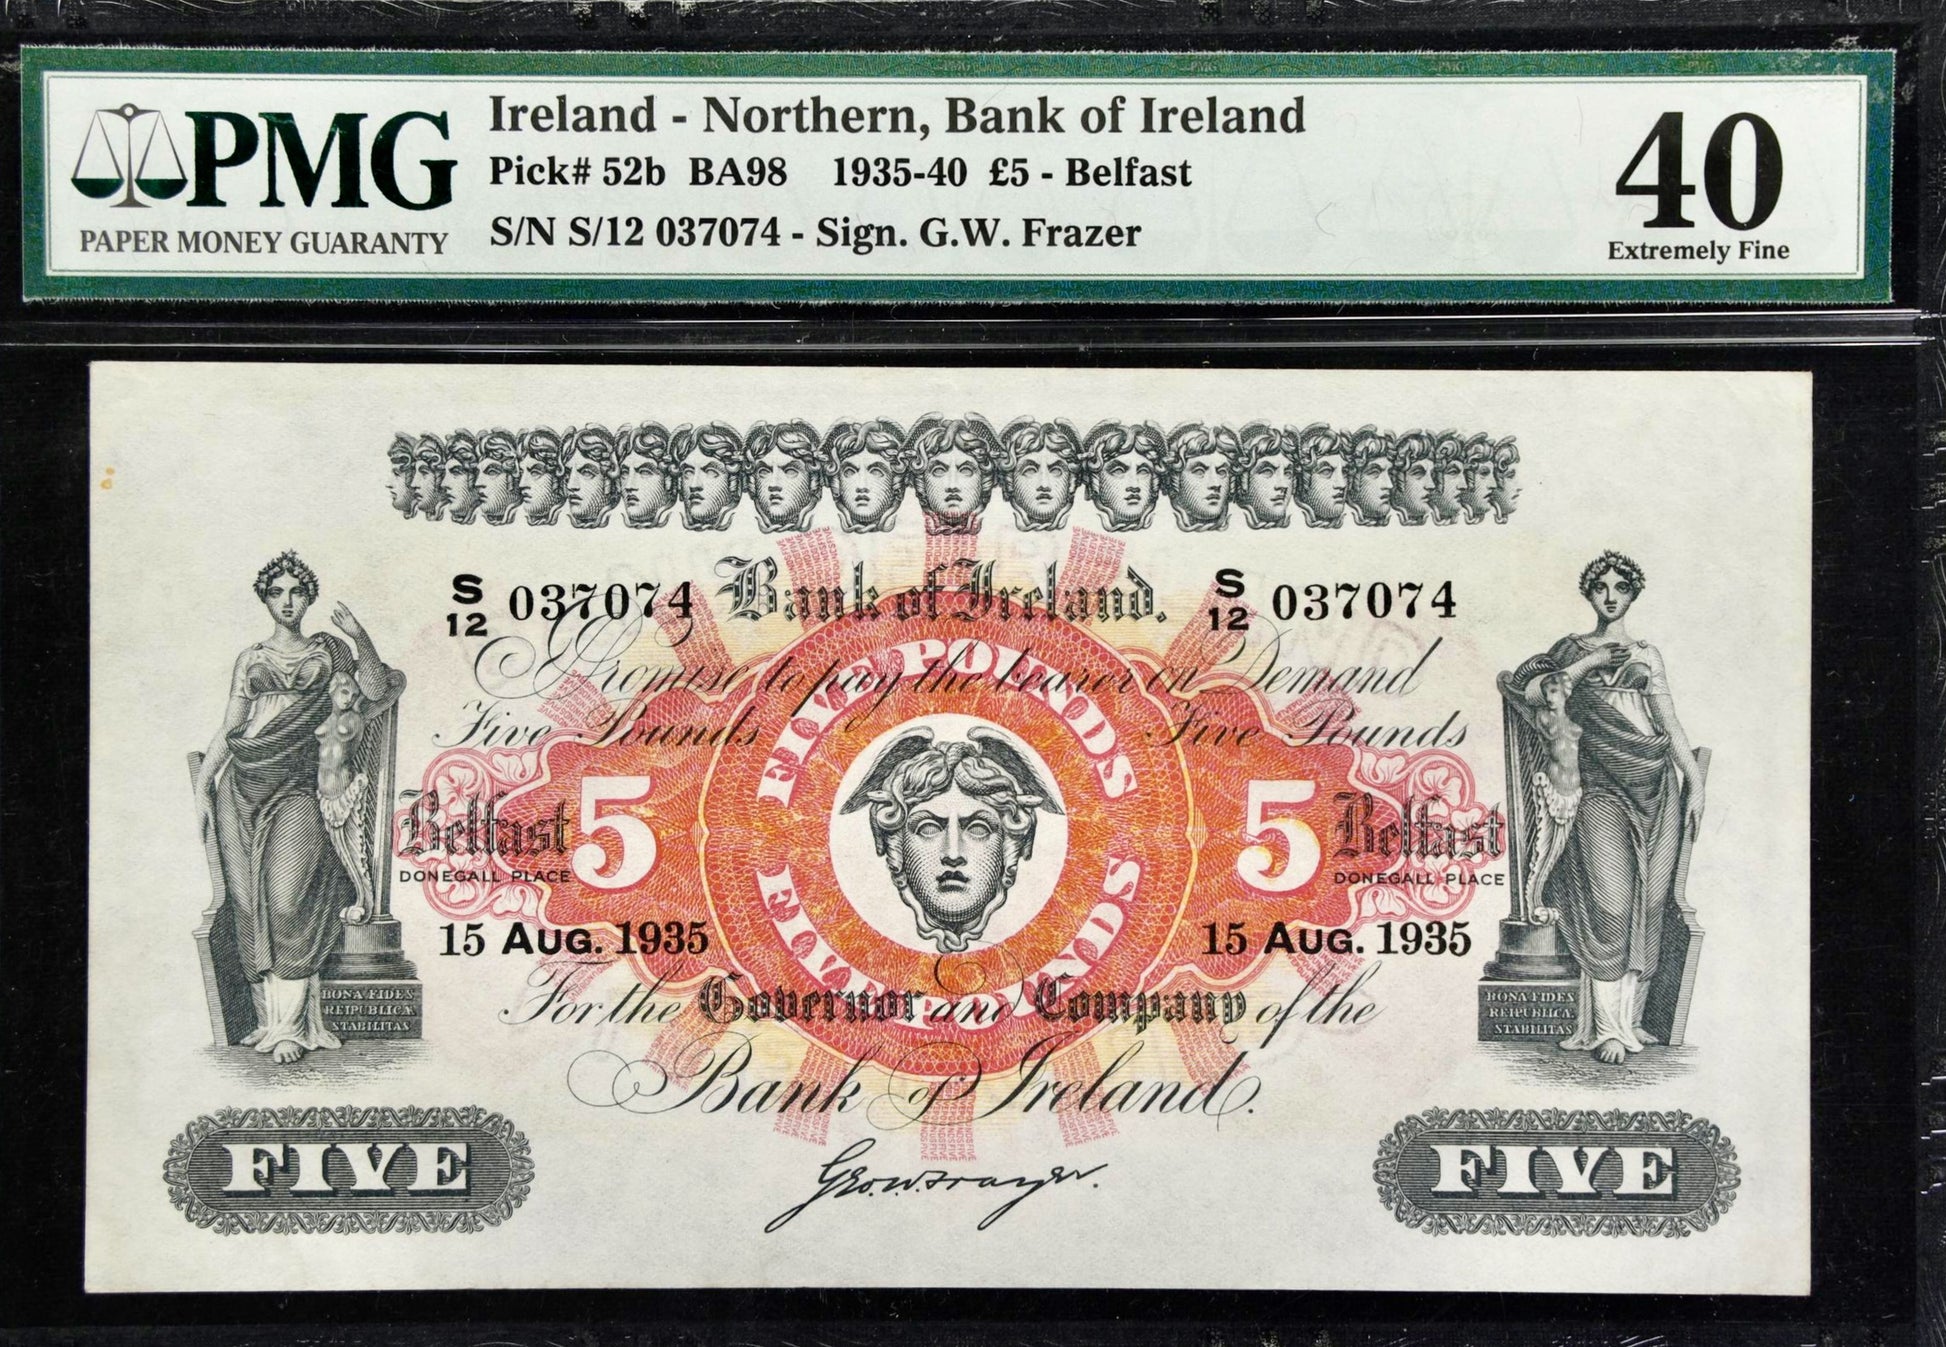 PMG
PAPER MONEY GUARANTY
Ireland - Northern, Bank of Ireland
Pick# 52b BA98 1935-40 £5 - Belfast
S/N S/12 037074 - Sign. G.W. Frazer
40
Extremely Fine
S/12 037074 Bank of Ireland. S/12 037074
Promise to pay the bearer on Demand
Five Pounds Five Pounds
FIVE POUNDS
Belfast 5 5 Belfast
DONEGALL PLACE DONEGALL PLACE
15 AUG. 1935 15 AUG. 1935
FIVE POUNDS
For the Governor and Company of the
Bank of Ireland.
BONA FIDES
REIPUBLICÆ
STABILITAS
BONA FIDES
REIPUBLICÆ
STABILITAS
Geo. W. Frazer.
FIVE FIVE